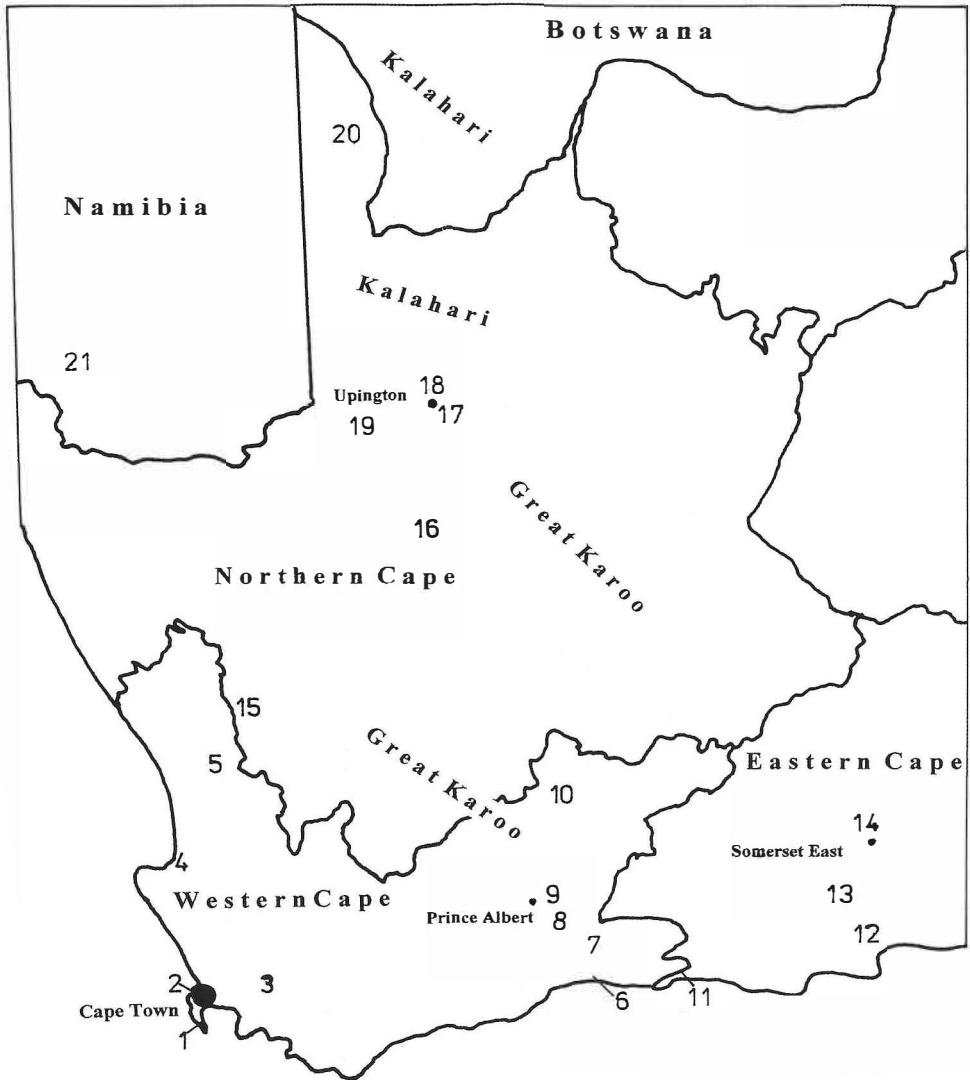 Botswana
Kalahari
20
Namibia
Kalahari
21
18
Upington
17
19
Great Karoo
16
Northern Cape
15
Great Karoo
5
Eastern Cape
10
14
Somerset East
4
Western Cape
9
13
Prince Albert
8
12
7
2
3
11
6
Cape Town
1